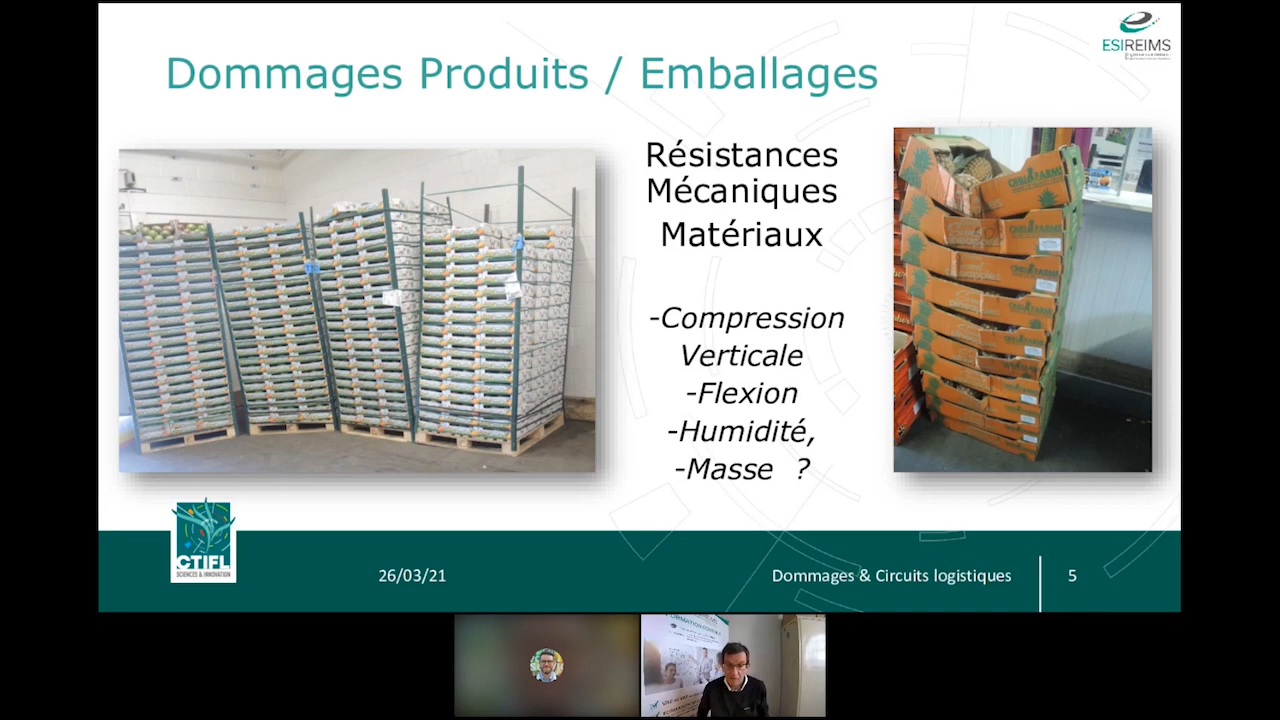 ESIREIMS
Dommages Produits / Emballages
Résistances
Mécaniques
Matériaux
-Compression
Verticale
-Flexion
-Humidité,
-Masse ?
CTIFL
SCIENCES & INNOVATION
26/03/21
Dommages & Circuits logistiques
5
FORMATION